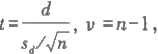 t = d / (s_d / √n), ν = n − 1,